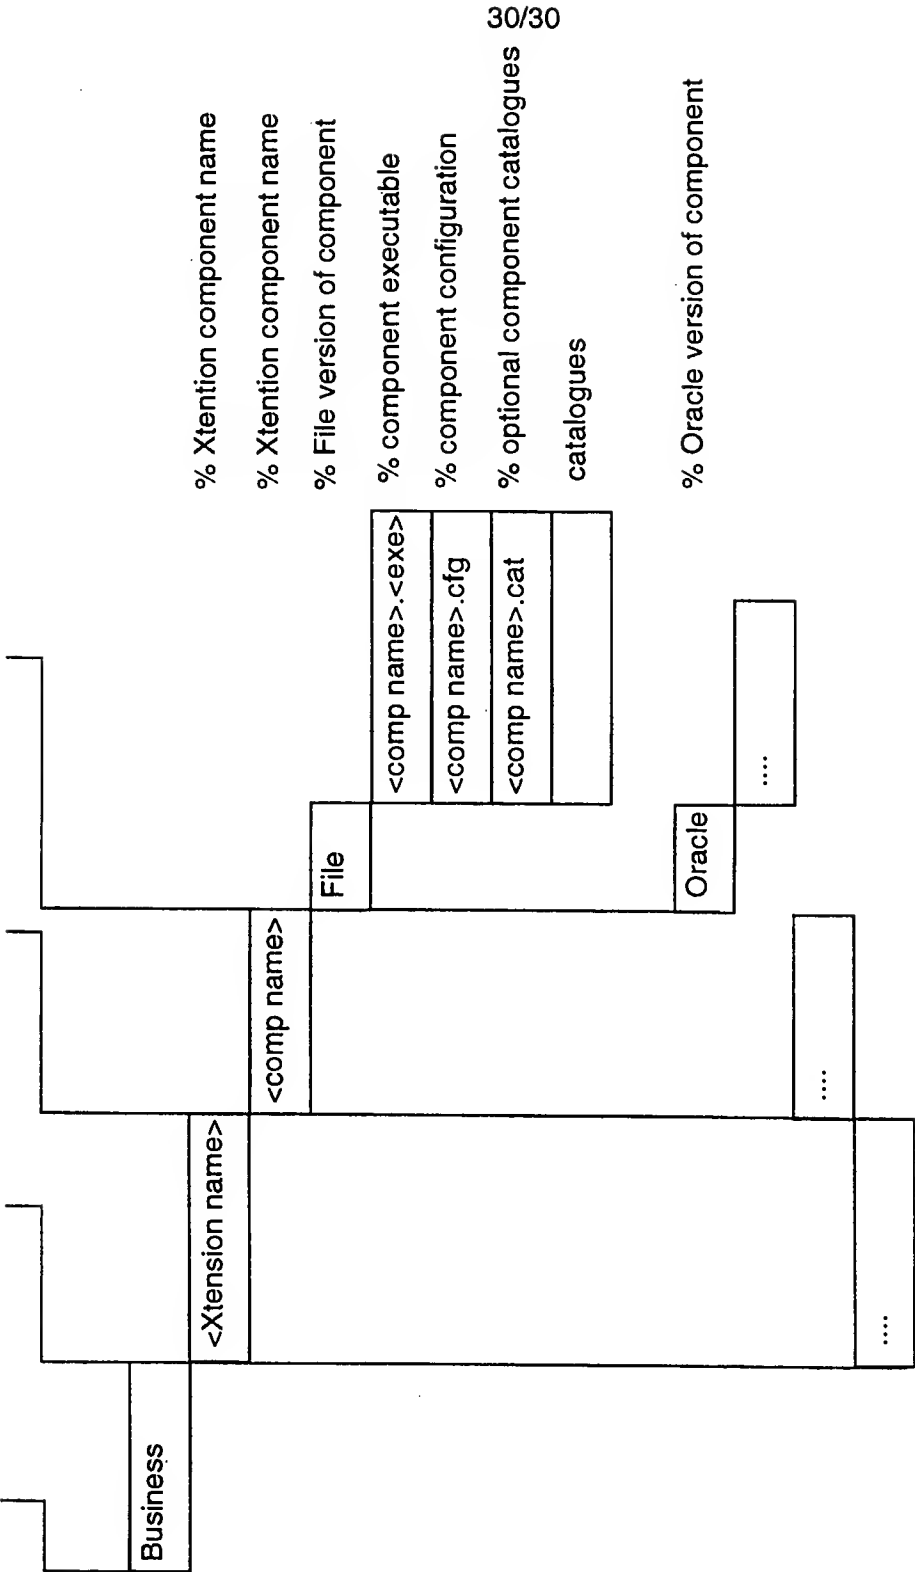 30/30
Business
<Xtension name> % Xtention component name
<comp name> % Xtention component name
File % File version of component
<comp name>.<exe> % component executable
<comp name>.cfg % component configuration
<comp name>.cat % optional component catalogues
catalogues
Oracle % Oracle version of component
....
....
....